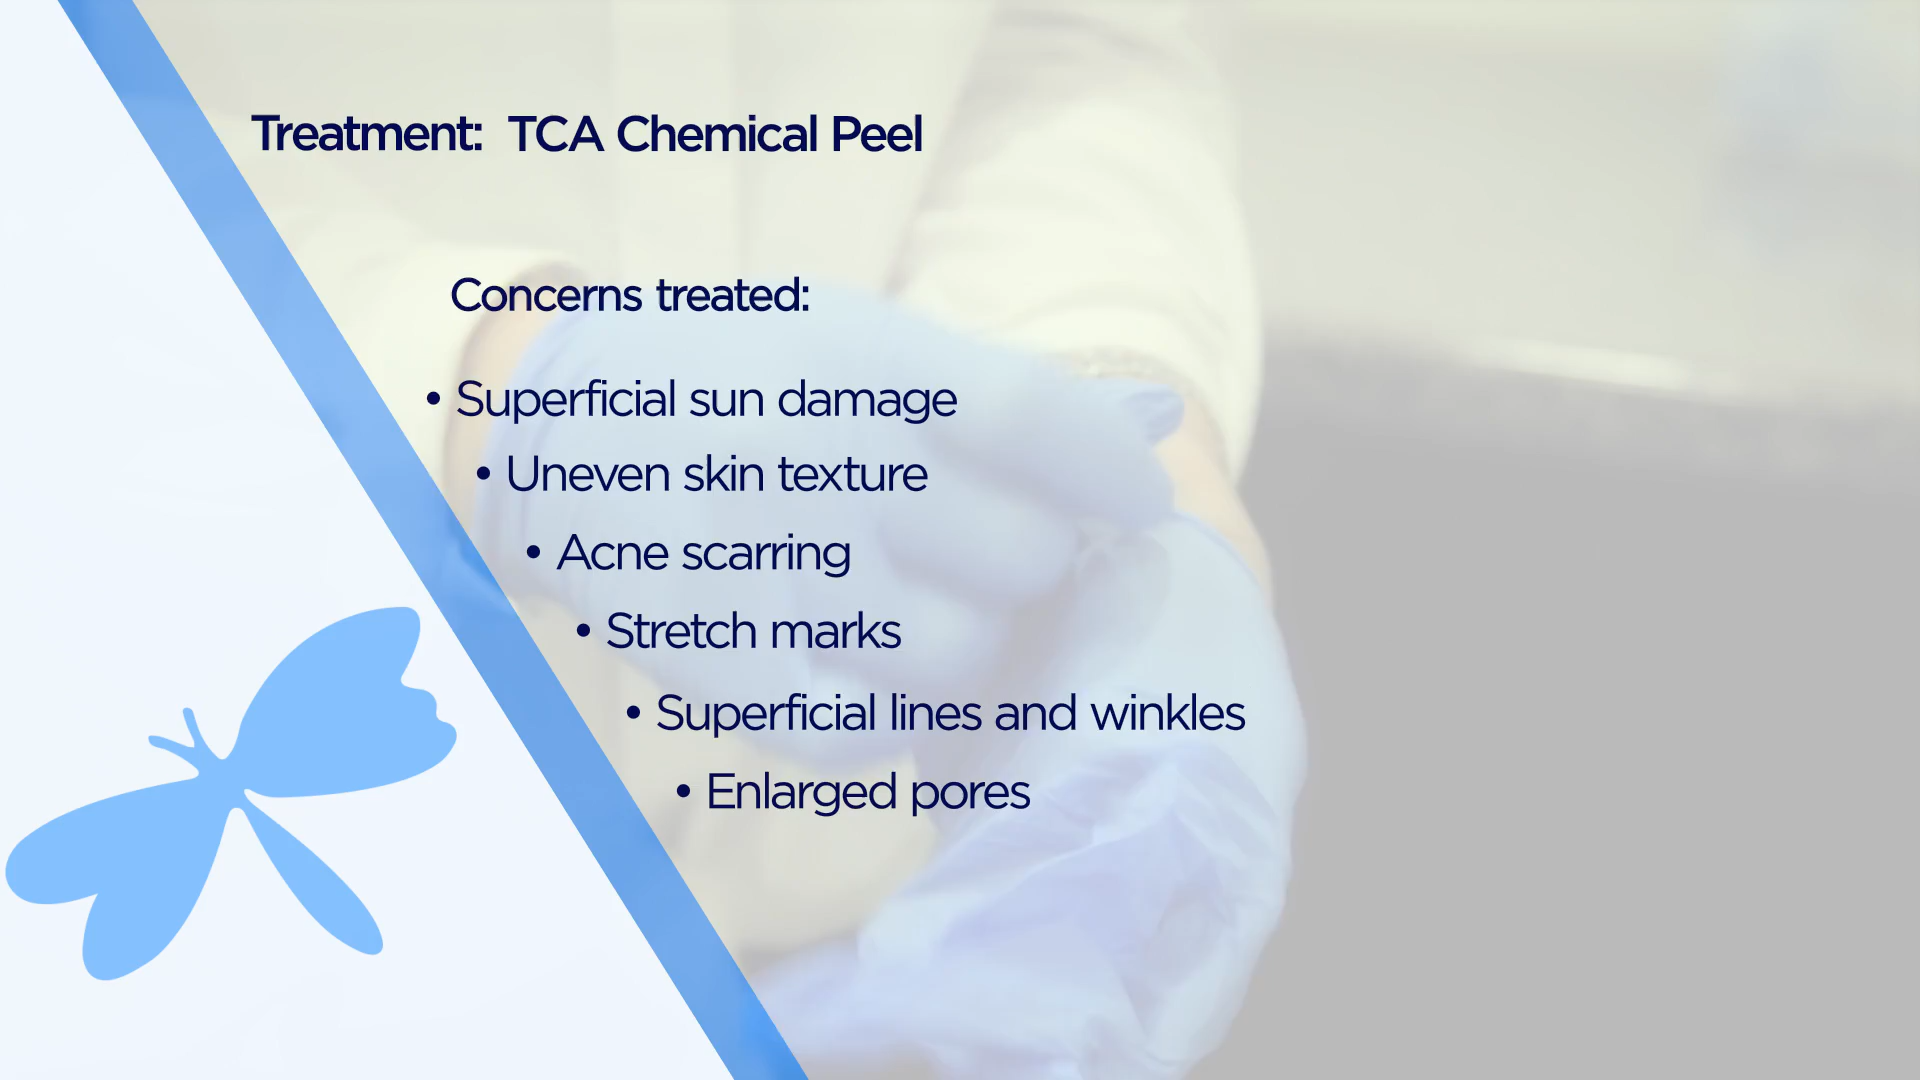 Treatment: TCA Chemical Peel
Concerns treated:
• Superficial sun damage
• Uneven skin texture
• Acne scarring
• Stretch marks
• Superficial lines and winkles
• Enlarged pores